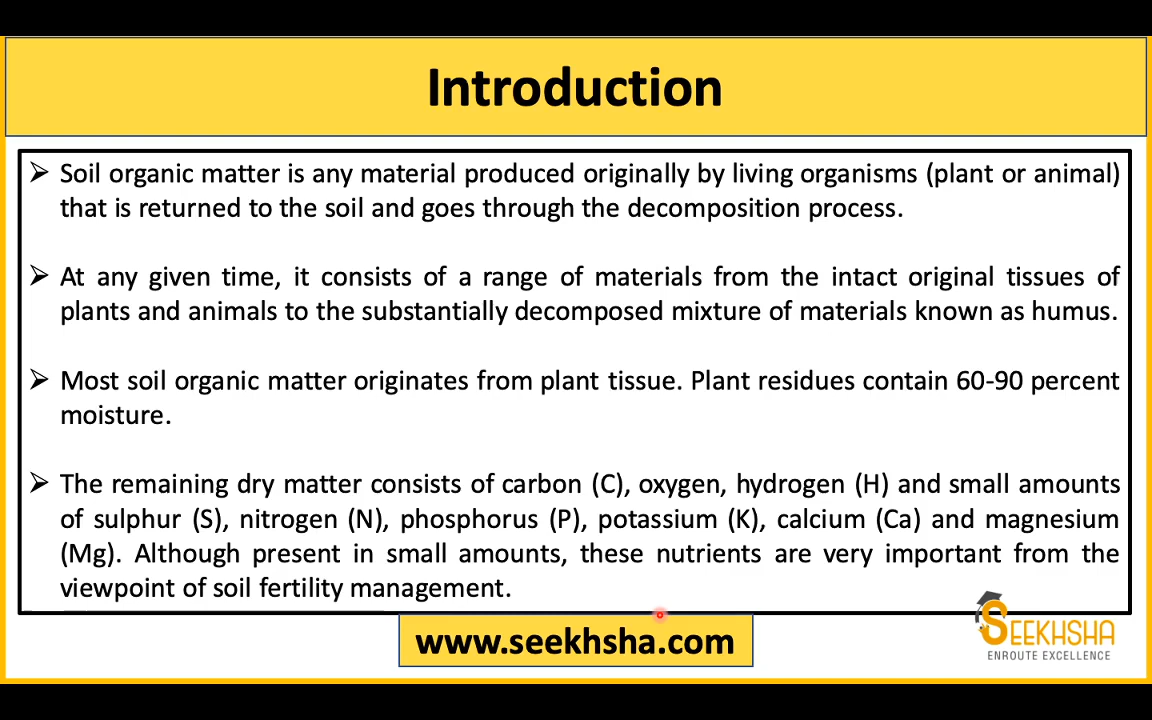 Introduction
➢ Soil organic matter is any material produced originally by living organisms (plant or animal)
that is returned to the soil and goes through the decomposition process.
➢ At any given time, it consists of a range of materials from the intact original tissues of
plants and animals to the substantially decomposed mixture of materials known as humus.
➢ Most soil organic matter originates from plant tissue. Plant residues contain 60-90 percent
moisture.
➢ The remaining dry matter consists of carbon (C), oxygen, hydrogen (H) and small amounts
of sulphur (S), nitrogen (N), phosphorus (P), potassium (K), calcium (Ca) and magnesium
(Mg). Although present in small amounts, these nutrients are very important from the
viewpoint of soil fertility management.
www.seekhsha.com
SEEKHSHA
ENROUTE EXCELLENCE